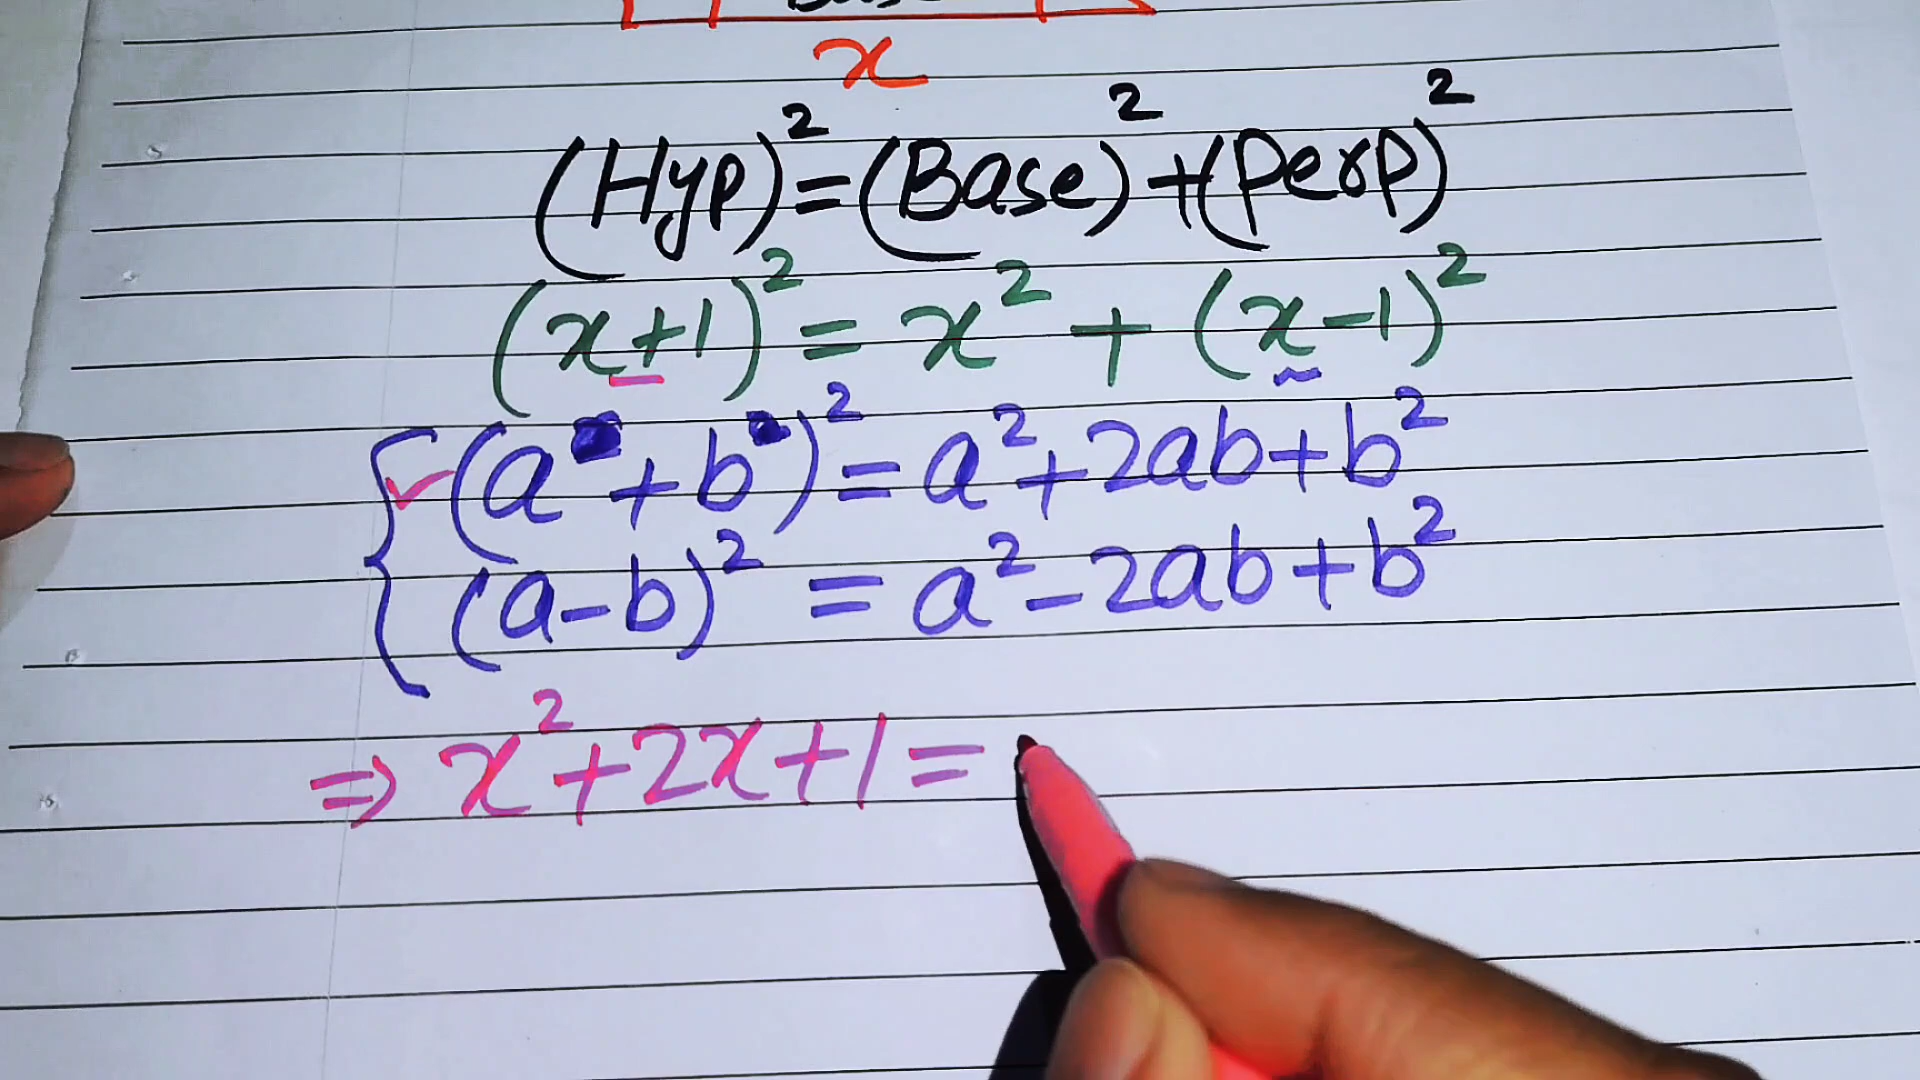 x
(Hyp)² = (Base)² + (Perp)²
(x+1)² = x² + (x-1)²
(a + b)² = a² + 2ab + b²
(a-b)² = a² - 2ab + b²
⇒ x² + 2x + 1 =